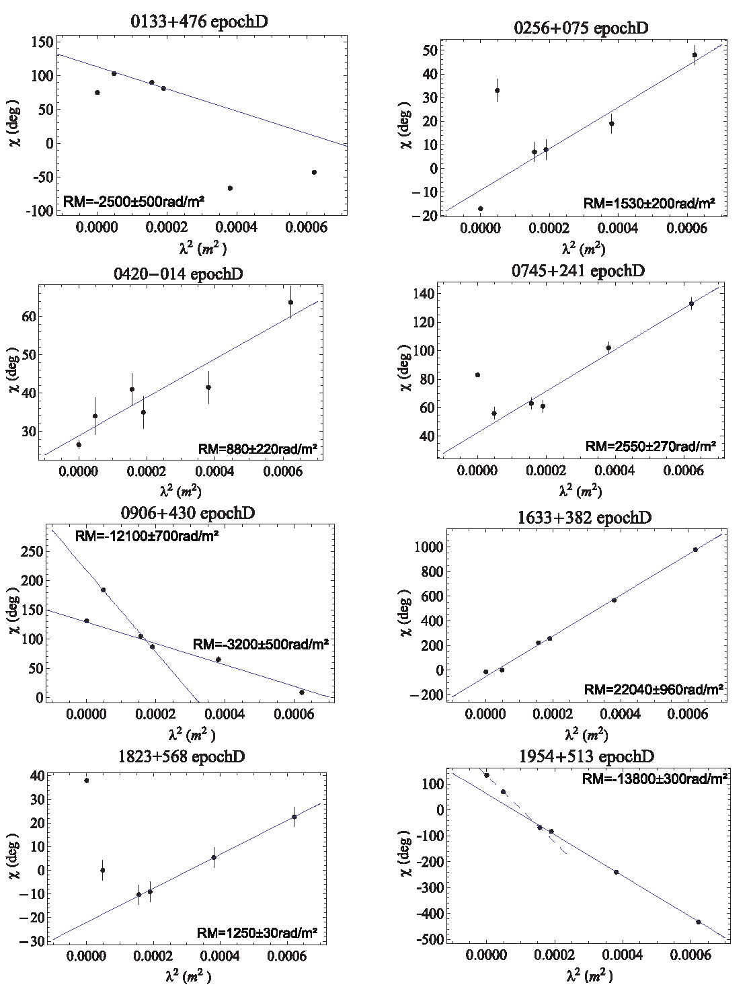 0133+476 epochD
150
100
50
0
-50
-100
χ (deg )
RM=-2500±500rad/m²
0.0000 0.0002 0.0004 0.0006
λ² (m² )
0256+075 epochD
50
40
30
20
10
0
−10
−20
χ (deg )
RM=1530±200rad/m²
0.0000 0.0002 0.0004 0.0006
λ² (m²)
0420−014 epochD
60
50
40
30
χ (deg )
RM=880±220rad/m²
0.0000 0.0002 0.0004 0.0006
λ² (m²)
0745+241 epochD
140
120
100
80
60
40
χ (deg )
RM=2550±270rad/m²
0.0000 0.0002 0.0004 0.0006
λ² (m²)
0906+430 epochD
RM=-12100±700rad/m²
250
200
150
100
50
0
χ (deg )
RM=-3200±500rad/m²
0.0000 0.0002 0.0004 0.0006
λ² (m² )
1633+382 epochD
1000
800
600
400
200
0
−200
χ (deg )
RM=22040±960rad/m²
0.0000 0.0002 0.0004 0.0006
λ² (m²)
1823+568 epochD
40
30
20
10
0
−10
−20
−30
χ (deg )
RM=1250±30rad/m²
0.0000 0.0002 0.0004 0.0006
λ² (m² )
1954+513 epochD
RM=-13800±300rad/m²
100
0
-100
-200
-300
-400
-500
χ (deg )
0.0000 0.0002 0.0004 0.0006
λ² (m² )